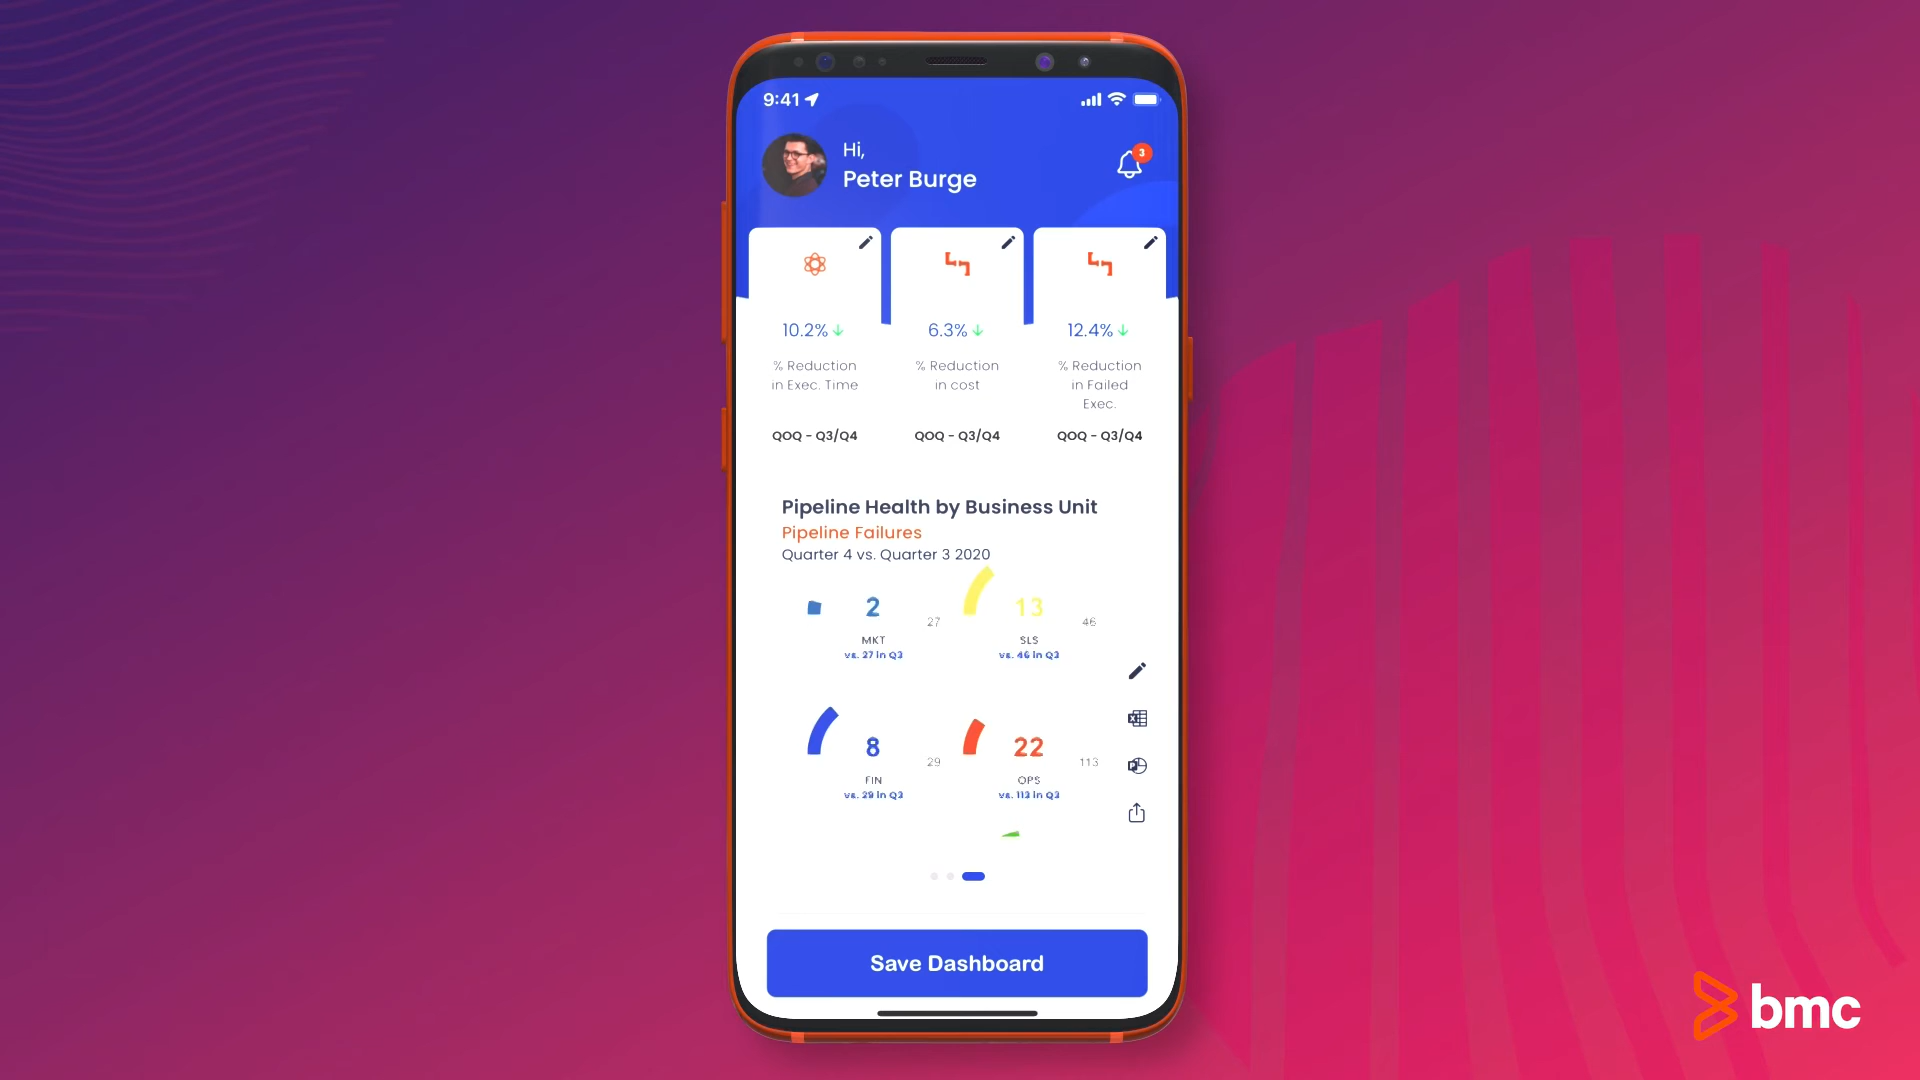 9:41
Hi,
Peter Burge
3
10.2%
6.3%
12.4%
% Reduction
in Exec. Time
% Reduction
in cost
% Reduction
in Failed
Exec.
QOQ - Q3/Q4
QOQ - Q3/Q4
QOQ - Q3/Q4
Pipeline Health by Business Unit
Pipeline Failures
Quarter 4 vs. Quarter 3 2020
2
27
MKT
vs. 27 in Q3
13
46
SLS
vs. 46 in Q3
8
29
FIN
vs. 29 in Q3
22
113
OPS
vs. 113 in Q3
Save Dashboard
bmc